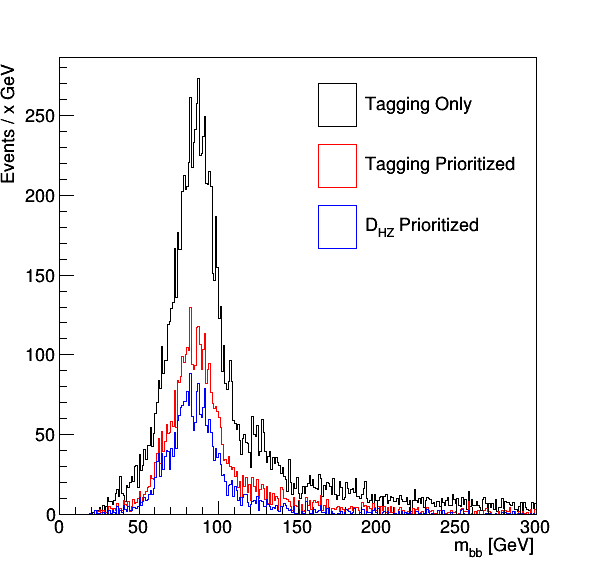 Events / x GeV
250
200
150
100
50
0
Tagging Only
Tagging Prioritized
D_HZ Prioritized
0 50 100 150 200 250 300
m_bb [GeV]